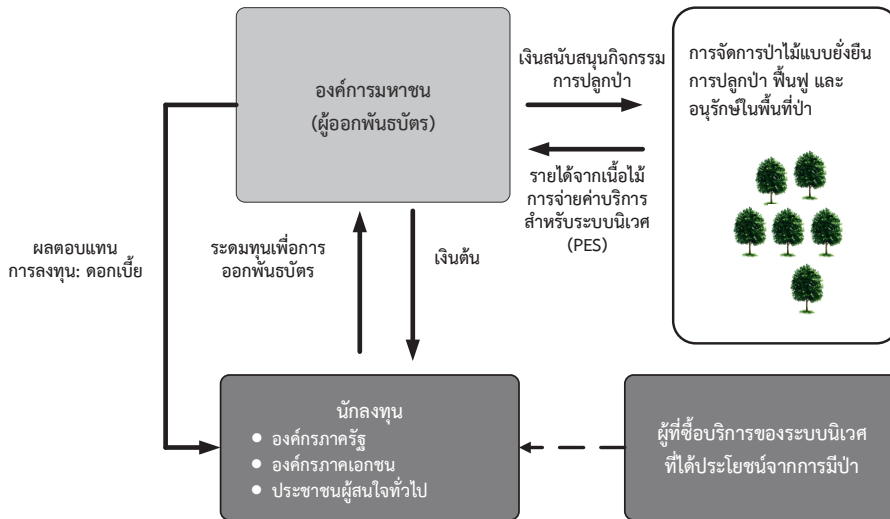 องค์การมหาชน
(ผู้ออกพันธบัตร)
เงินสนับสนุนกิจกรรม
การปลูกป่า
รายได้จากเนื้อไม้
การจ่ายค่าบริการ
สำหรับระบบนิเวศ
(PES)
การจัดการป่าไม้แบบยั่งยืน
การปลูกป่า ฟื้นฟู และ
อนุรักษ์ในพื้นที่ป่า
ผลตอบแทน
การลงทุน: ดอกเบี้ย
ระดมทุนเพื่อการ
ออกพันธบัตร
เงินต้น
นักลงทุน
● องค์กรภาครัฐ
● องค์กรภาคเอกชน
● ประชาชนผู้สนใจทั่วไป
ผู้ที่ซื้อบริการของระบบนิเวศ
ที่ได้ประโยชน์จากการมีป่า